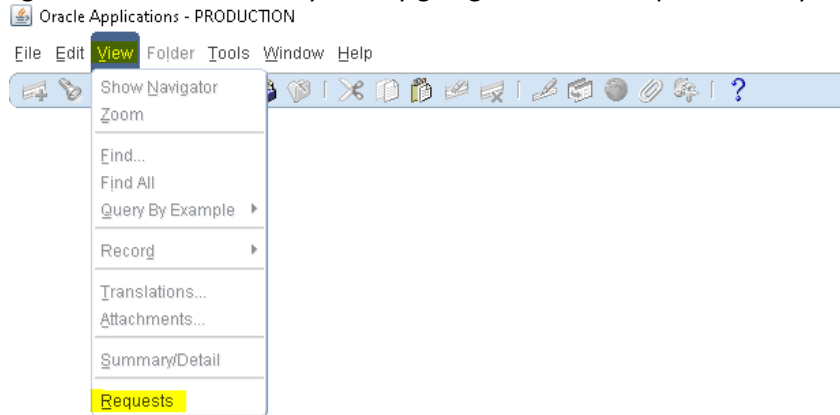 Oracle Applications - PRODUCTION
File Edit View Folder Tools Window Help
Show Navigator
Zoom
Find...
Find All
Query By Example
Record
Translations...
Attachments...
Summary/Detail
Requests